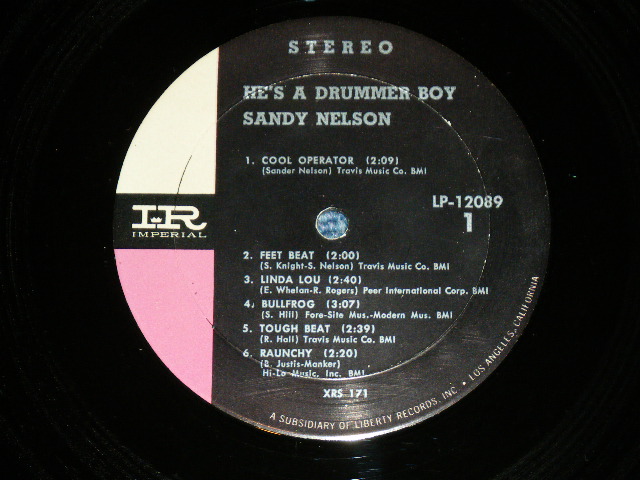 STEREO
HE'S A DRUMMER BOY
SANDY NELSON
1. COOL OPERATOR (2:09)
(Sander Nelson) Travis Music Co. BMI
LP-12089
1
IR
IMPERIAL
2. FEET BEAT (2:00)
(S. Knight-S. Nelson) Travis Music Co. BMI
3. LINDA LOU (2:40)
(E. Whelan-R. Rogers) Peer International Corp. BMI
4. BULLFROG (3:07)
(S. Hill) Fore-Site Mus.-Modern Mus. BMI
5. TOUGH BEAT (2:39)
(R. Hall) Travis Music Co. BMI
6. RAUNCHY (2:20)
(B. Justis-Manker)
Hi-Lo Music, Inc. BMI
XRS 171
A SUBSIDIARY OF LIBERTY RECORDS, INC • LOS ANGELES, CALIFORNIA